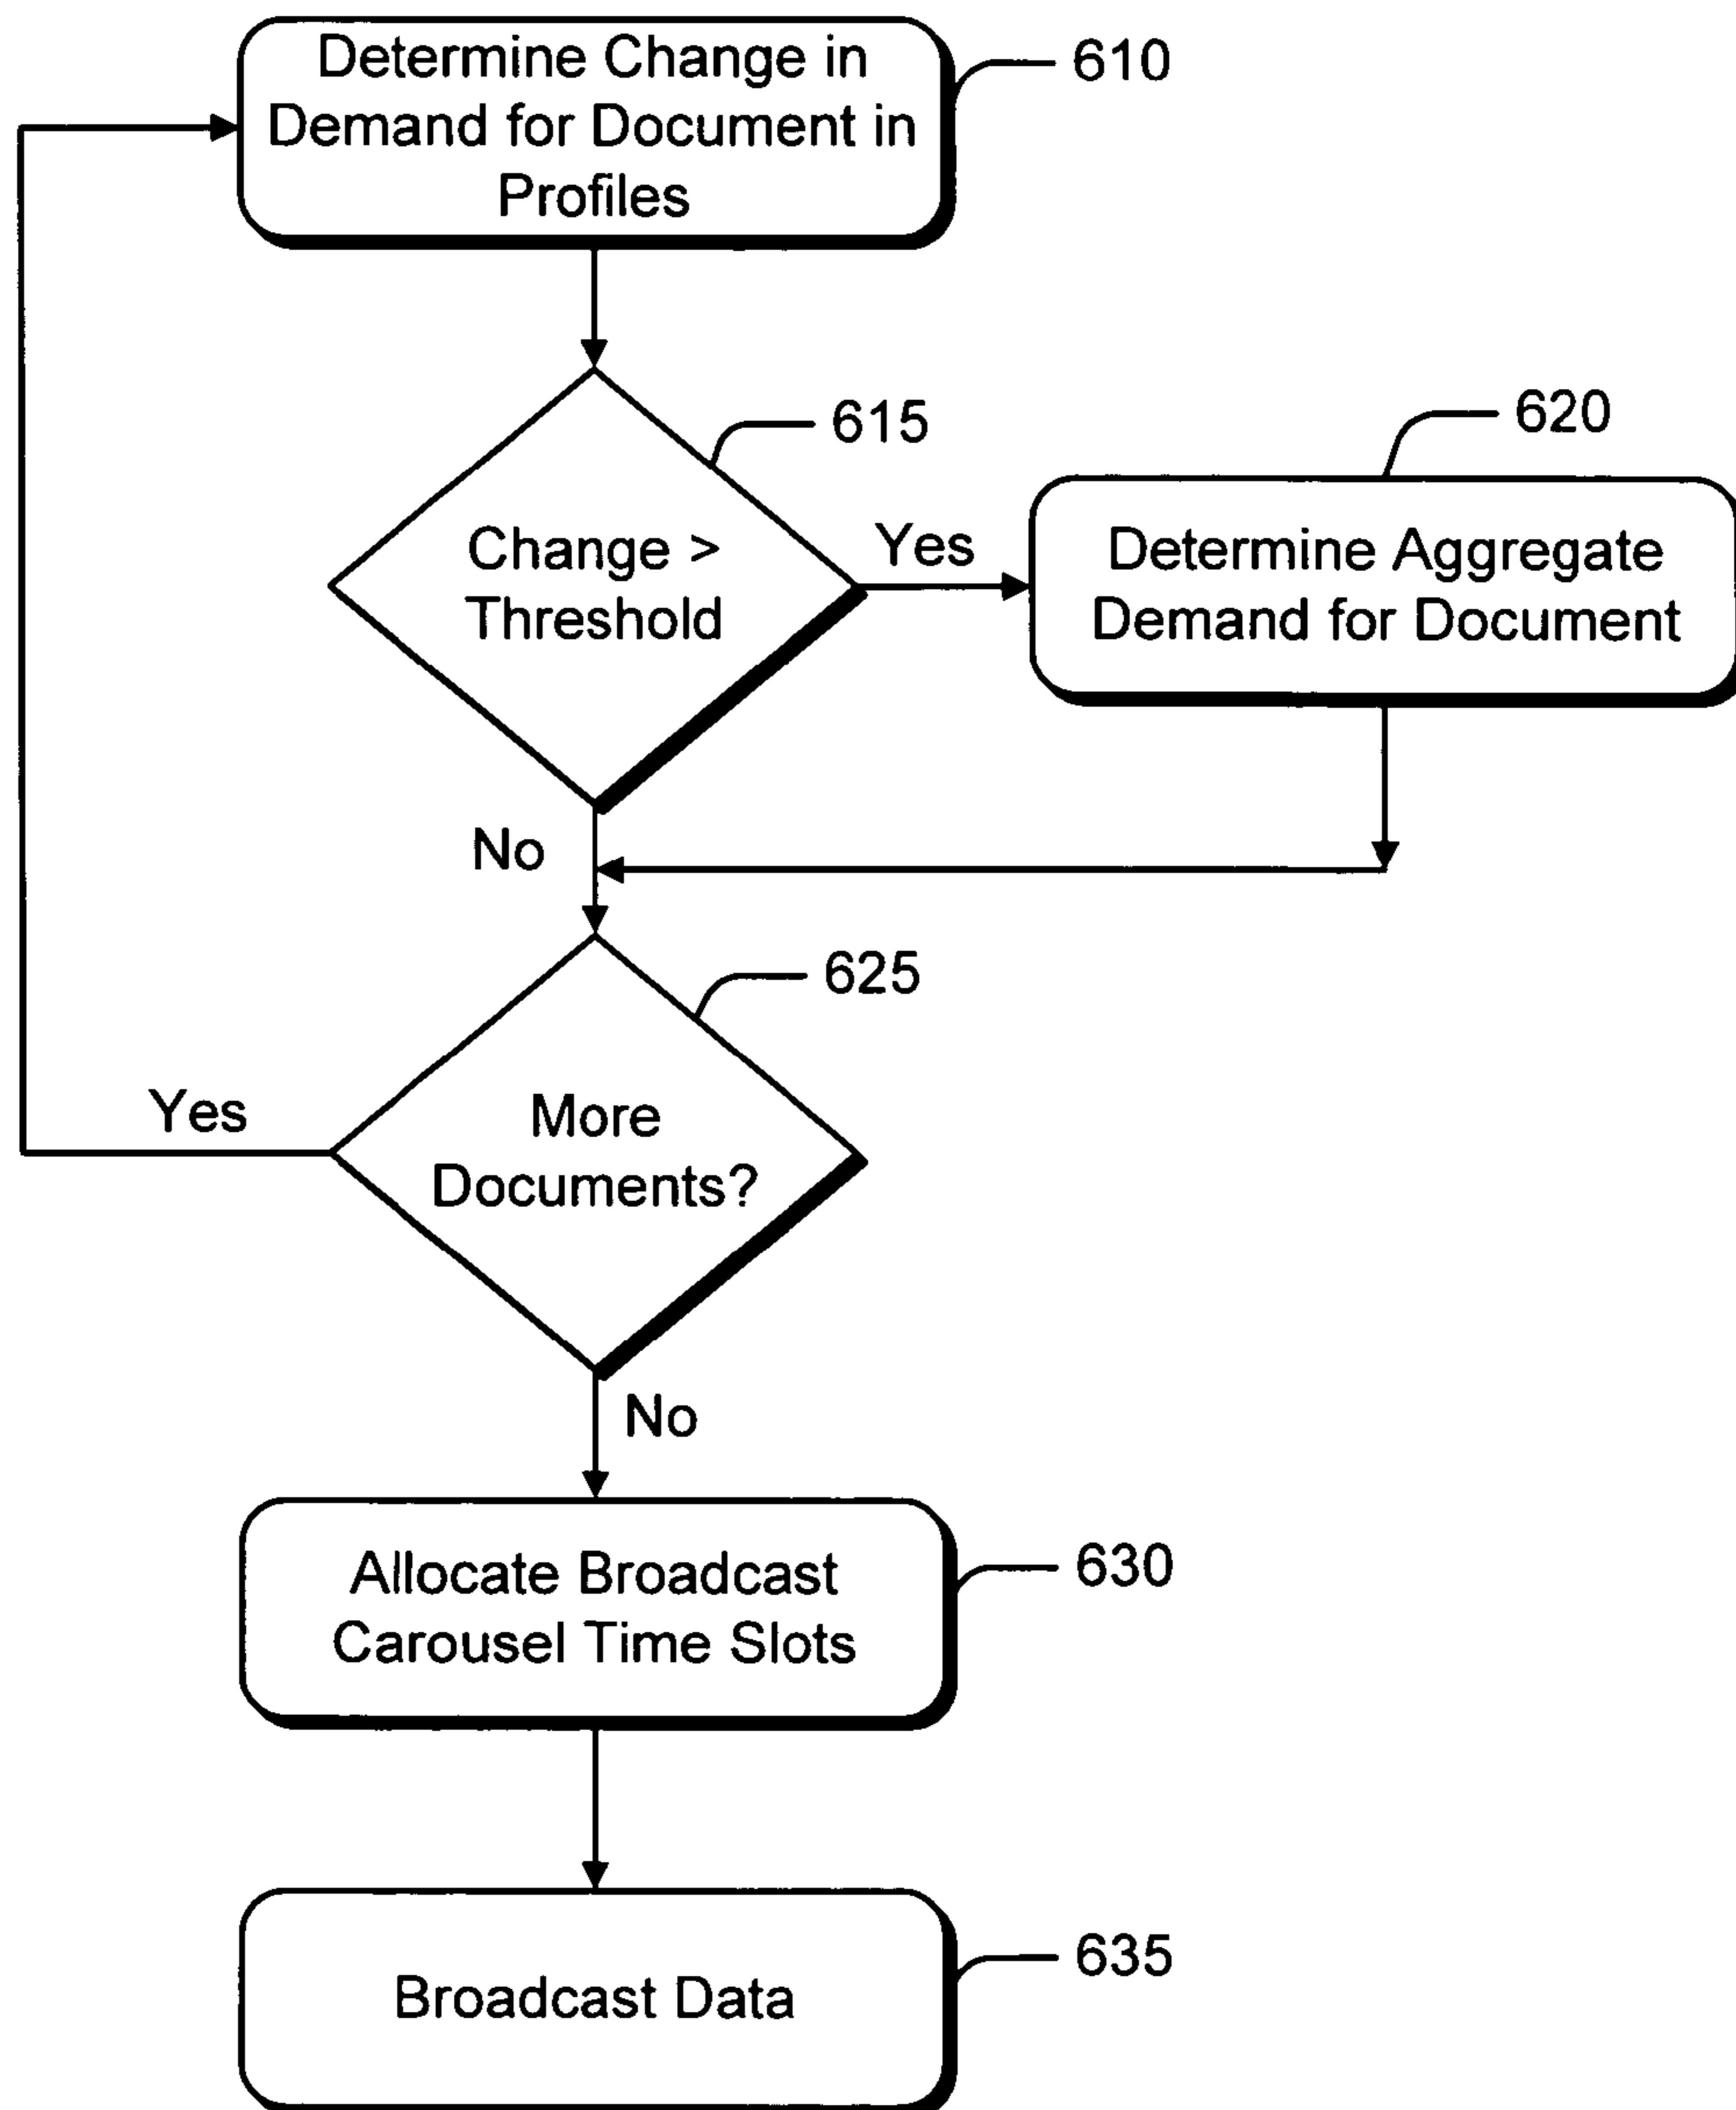 Determine Change in
Demand for Document in
Profiles
610
615
Change >
Threshold
Yes
620
Determine Aggregate
Demand for Document
No
625
More
Documents?
Yes
No
Allocate Broadcast
Carousel Time Slots
630
Broadcast Data
635